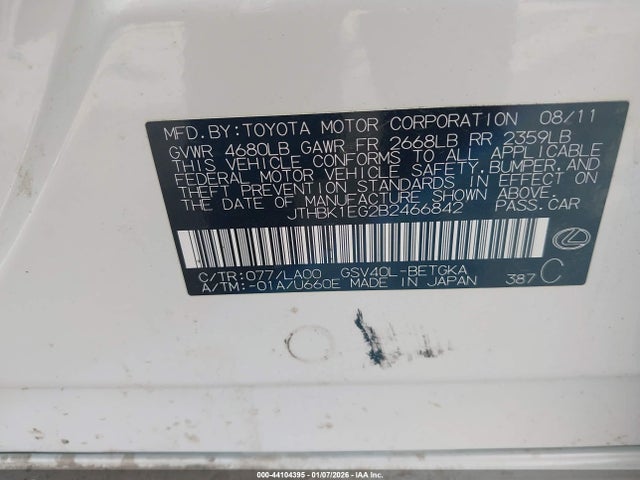 MFD.BY:TOYOTA MOTOR CORPORATION 08/11
GVWR 4680LB GAWR FR 2668LB RR 2359LB
THIS VEHICLE CONFORMS TO ALL APPLICABLE
FEDERAL MOTOR VEHICLE SAFETY,BUMPER,AND
THEFT PREVENTION STANDARDS IN EFFECT ON
THE DATE OF MANUFACTURE SHOWN ABOVE.
JTHBK1EG2B2466842 PASS.CAR
C/TR:077/LA00 GSV40L-BETGKA
A/TM:-01A/U660E MADE IN JAPAN 387 C
000-44104395 - 01/07/2026 - © IAA Inc.